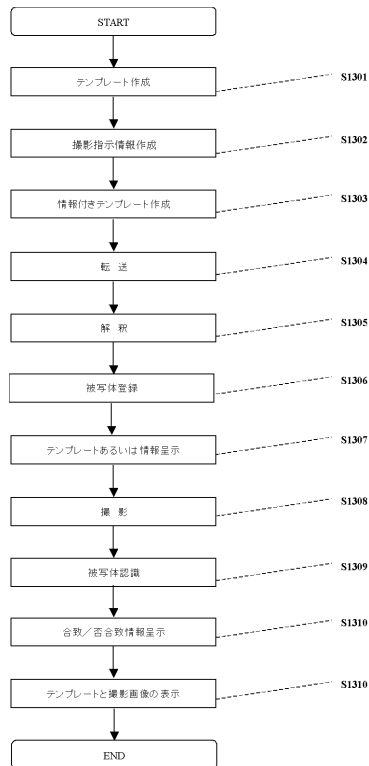 START
テンプレート作成
S1301
撮影指示情報作成
S1302
情報付きテンプレート作成
S1303
転 送
S1304
解 釈
S1305
被写体登録
S1306
テンプレートあるいは情報呈示
S1307
撮 影
S1308
被写体認識
S1309
合致/否合致情報呈示
S1310
テンプレートと撮影画像の表示
S1310
END